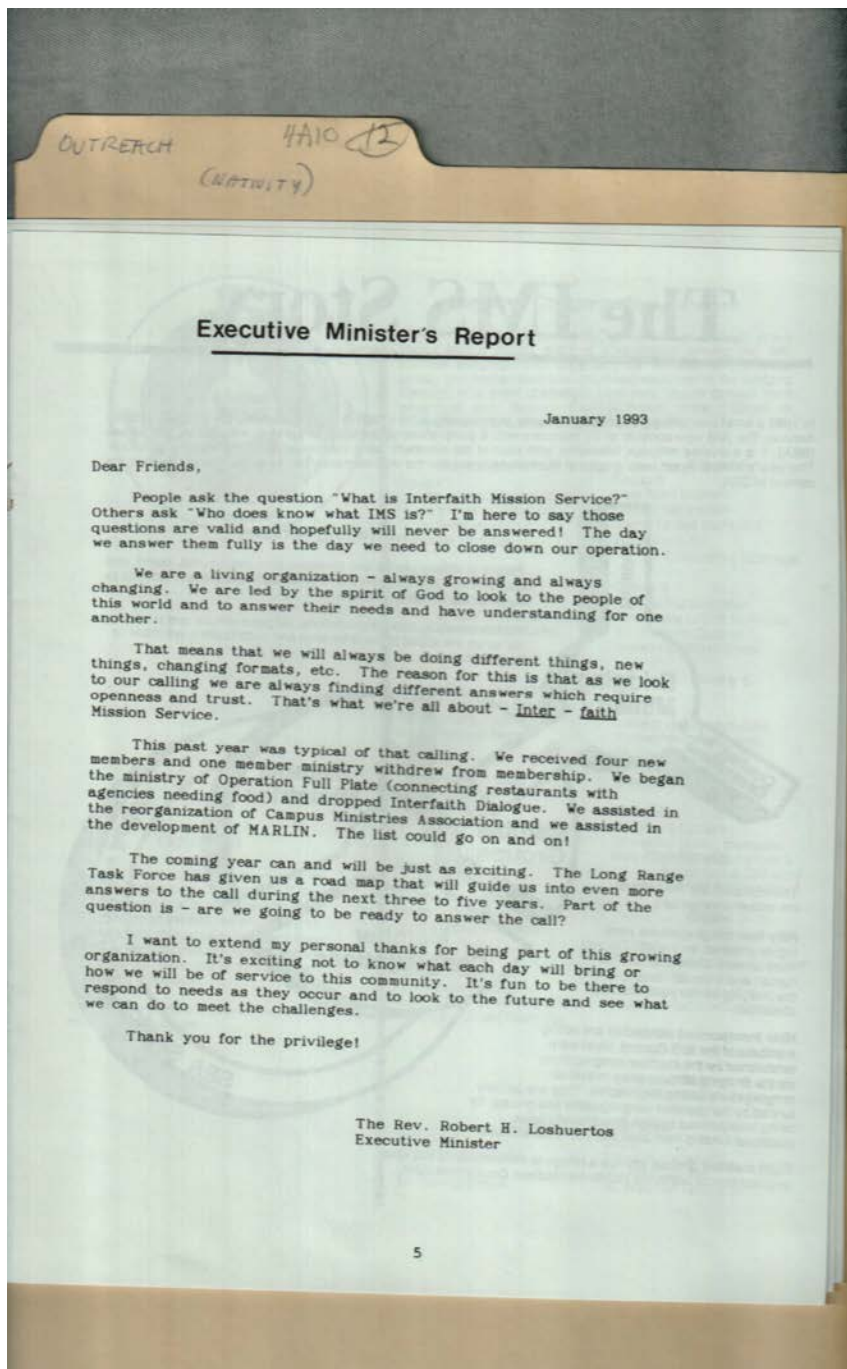 OUTREACH 4A10 12
(NATIVITY)
The IMS Story
Executive Minister's Report
January 1993
Dear Friends,
People ask the question "What is Interfaith Mission Service?"
Others ask "Who does know what IMS is?" I'm here to say those
questions are valid and hopefully will never be answered! The day
we answer them fully is the day we need to close down our operation.
We are a living organization - always growing and always
changing. We are led by the spirit of God to look to the people of
this world and to answer their needs and have understanding for one
another.
That means that we will always be doing different things, new
things, changing formats, etc. The reason for this is that as we look
to our calling we are always finding different answers which require
openness and trust. That's what we're all about - Inter - faith
Mission Service.
This past year was typical of that calling. We received four new
members and one member ministry withdrew from membership. We began
the ministry of Operation Full Plate (connecting restaurants with
agencies needing food) and dropped Interfaith Dialogue. We assisted in
the reorganization of Campus Ministries Association and we assisted in
the development of MARLIN. The list could go on and on!
The coming year can and will be just as exciting. The Long Range
Task Force has given us a road map that will guide us into even more
answers to the call during the next three to five years. Part of the
question is - are we going to be ready to answer the call?
I want to extend my personal thanks for being part of this growing
organization. It's exciting not to know what each day will bring or
how we will be of service to this community. It's fun to be there to
respond to needs as they occur and to look to the future and see what
we can do to meet the challenges.
Thank you for the privilege!
The Rev. Robert H. Loshuertos
Executive Minister
5